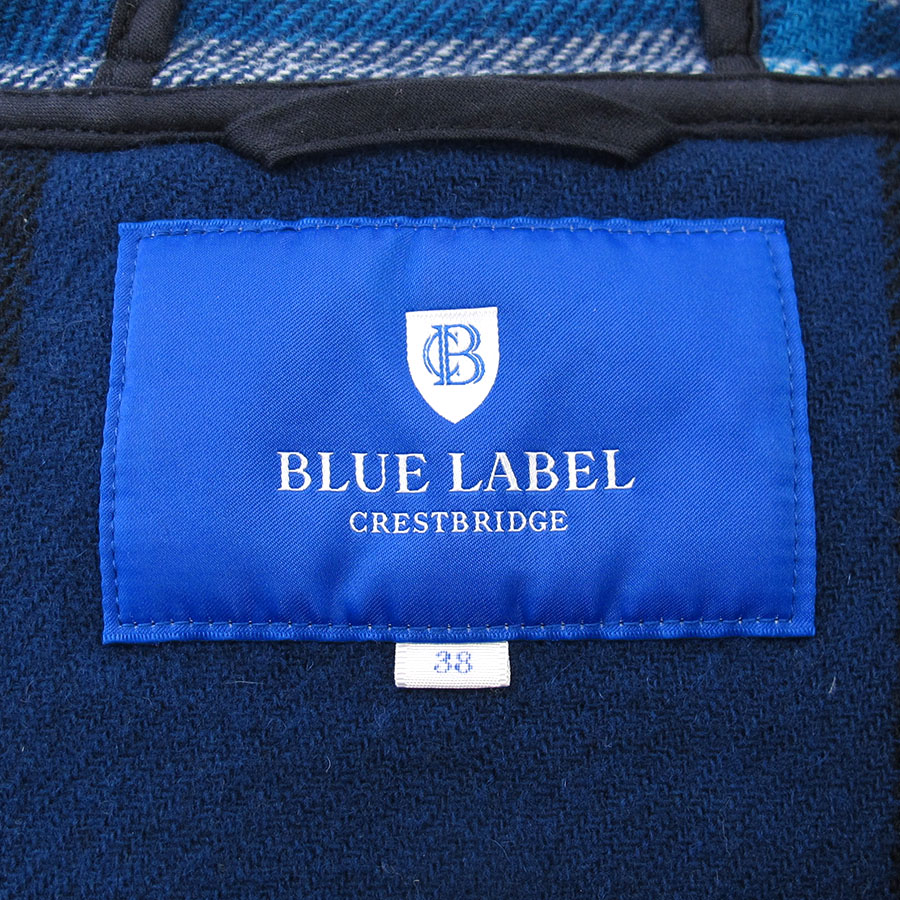 CB
BLUE LABEL
CRESTBRIDGE
38